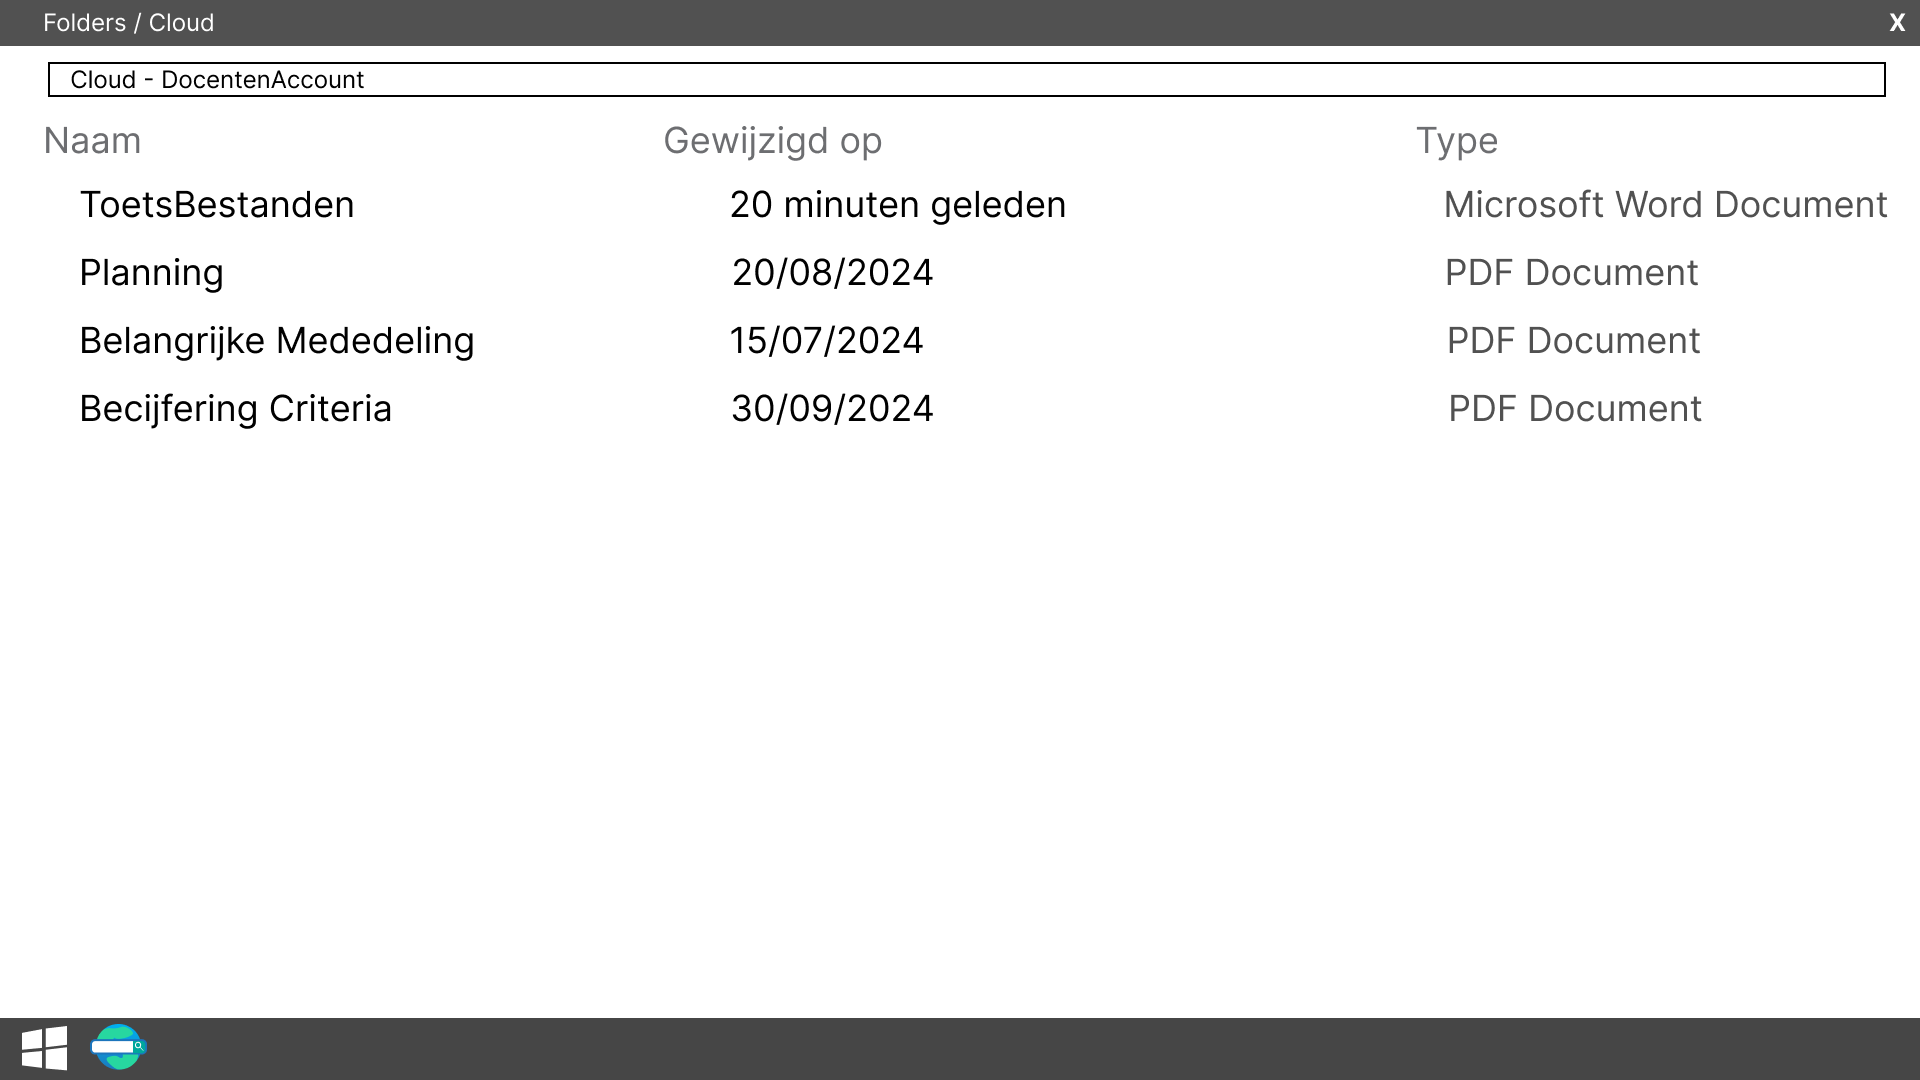 Folders / Cloud
X
Cloud - DocentenAccount
Naam Gewijzigd op Type
ToetsBestanden 20 minuten geleden Microsoft Word Document
Planning 20/08/2024 PDF Document
Belangrijke Mededeling 15/07/2024 PDF Document
Becijfering Criteria 30/09/2024 PDF Document